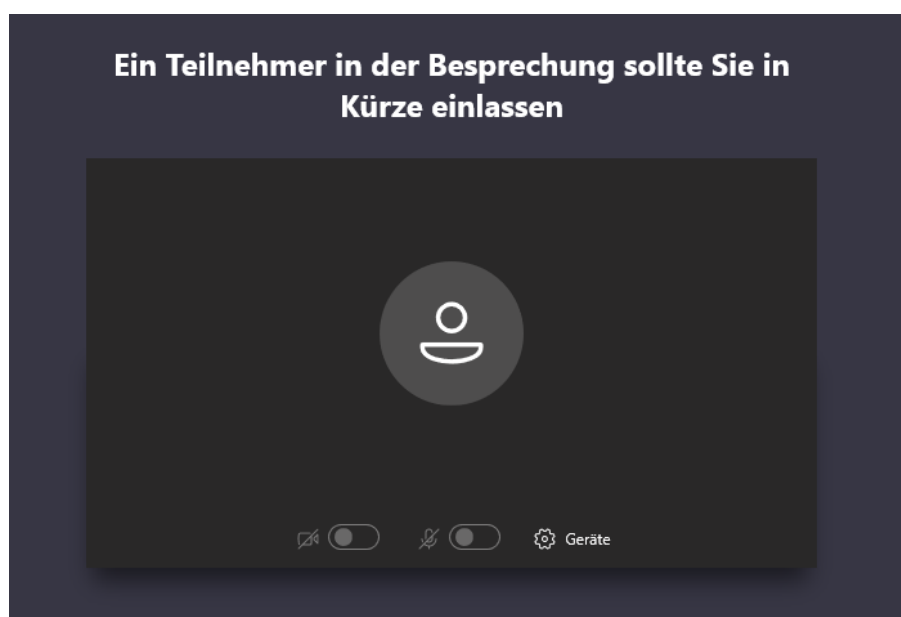 Ein Teilnehmer in der Besprechung sollte Sie in
Kürze einlassen
Geräte